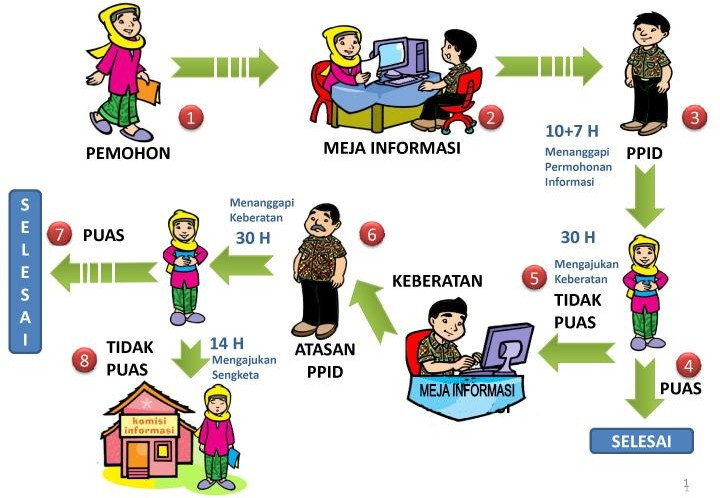 1
PEMOHON
2
MEJA INFORMASI
3
PPID
10+7 H
Menanggapi
Permohonan
Informasi
4
PUAS
SELESAI
30 H
5
Mengajukan
Keberatan
TIDAK
PUAS
KEBERATAN
MEJA INFORMASI
6
ATASAN
PPID
Menanggapi
Keberatan
30 H
7
PUAS
SELESAI
8
TIDAK
PUAS
14 H
Mengajukan
Sengketa
komisi
informasi
1